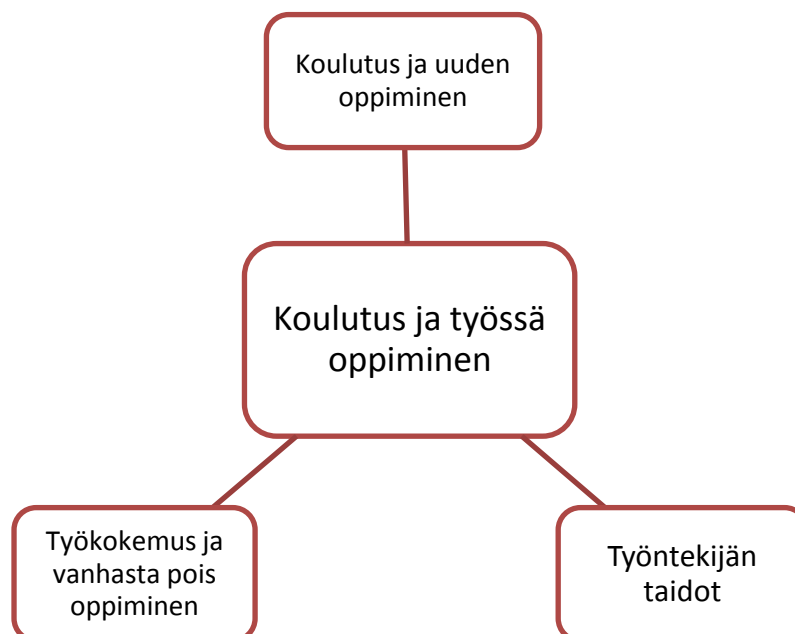 Koulutus ja uuden
oppiminen
Koulutus ja työssä
oppiminen
Työkokemus ja
vanhasta pois
oppiminen
Työntekijän
taidot